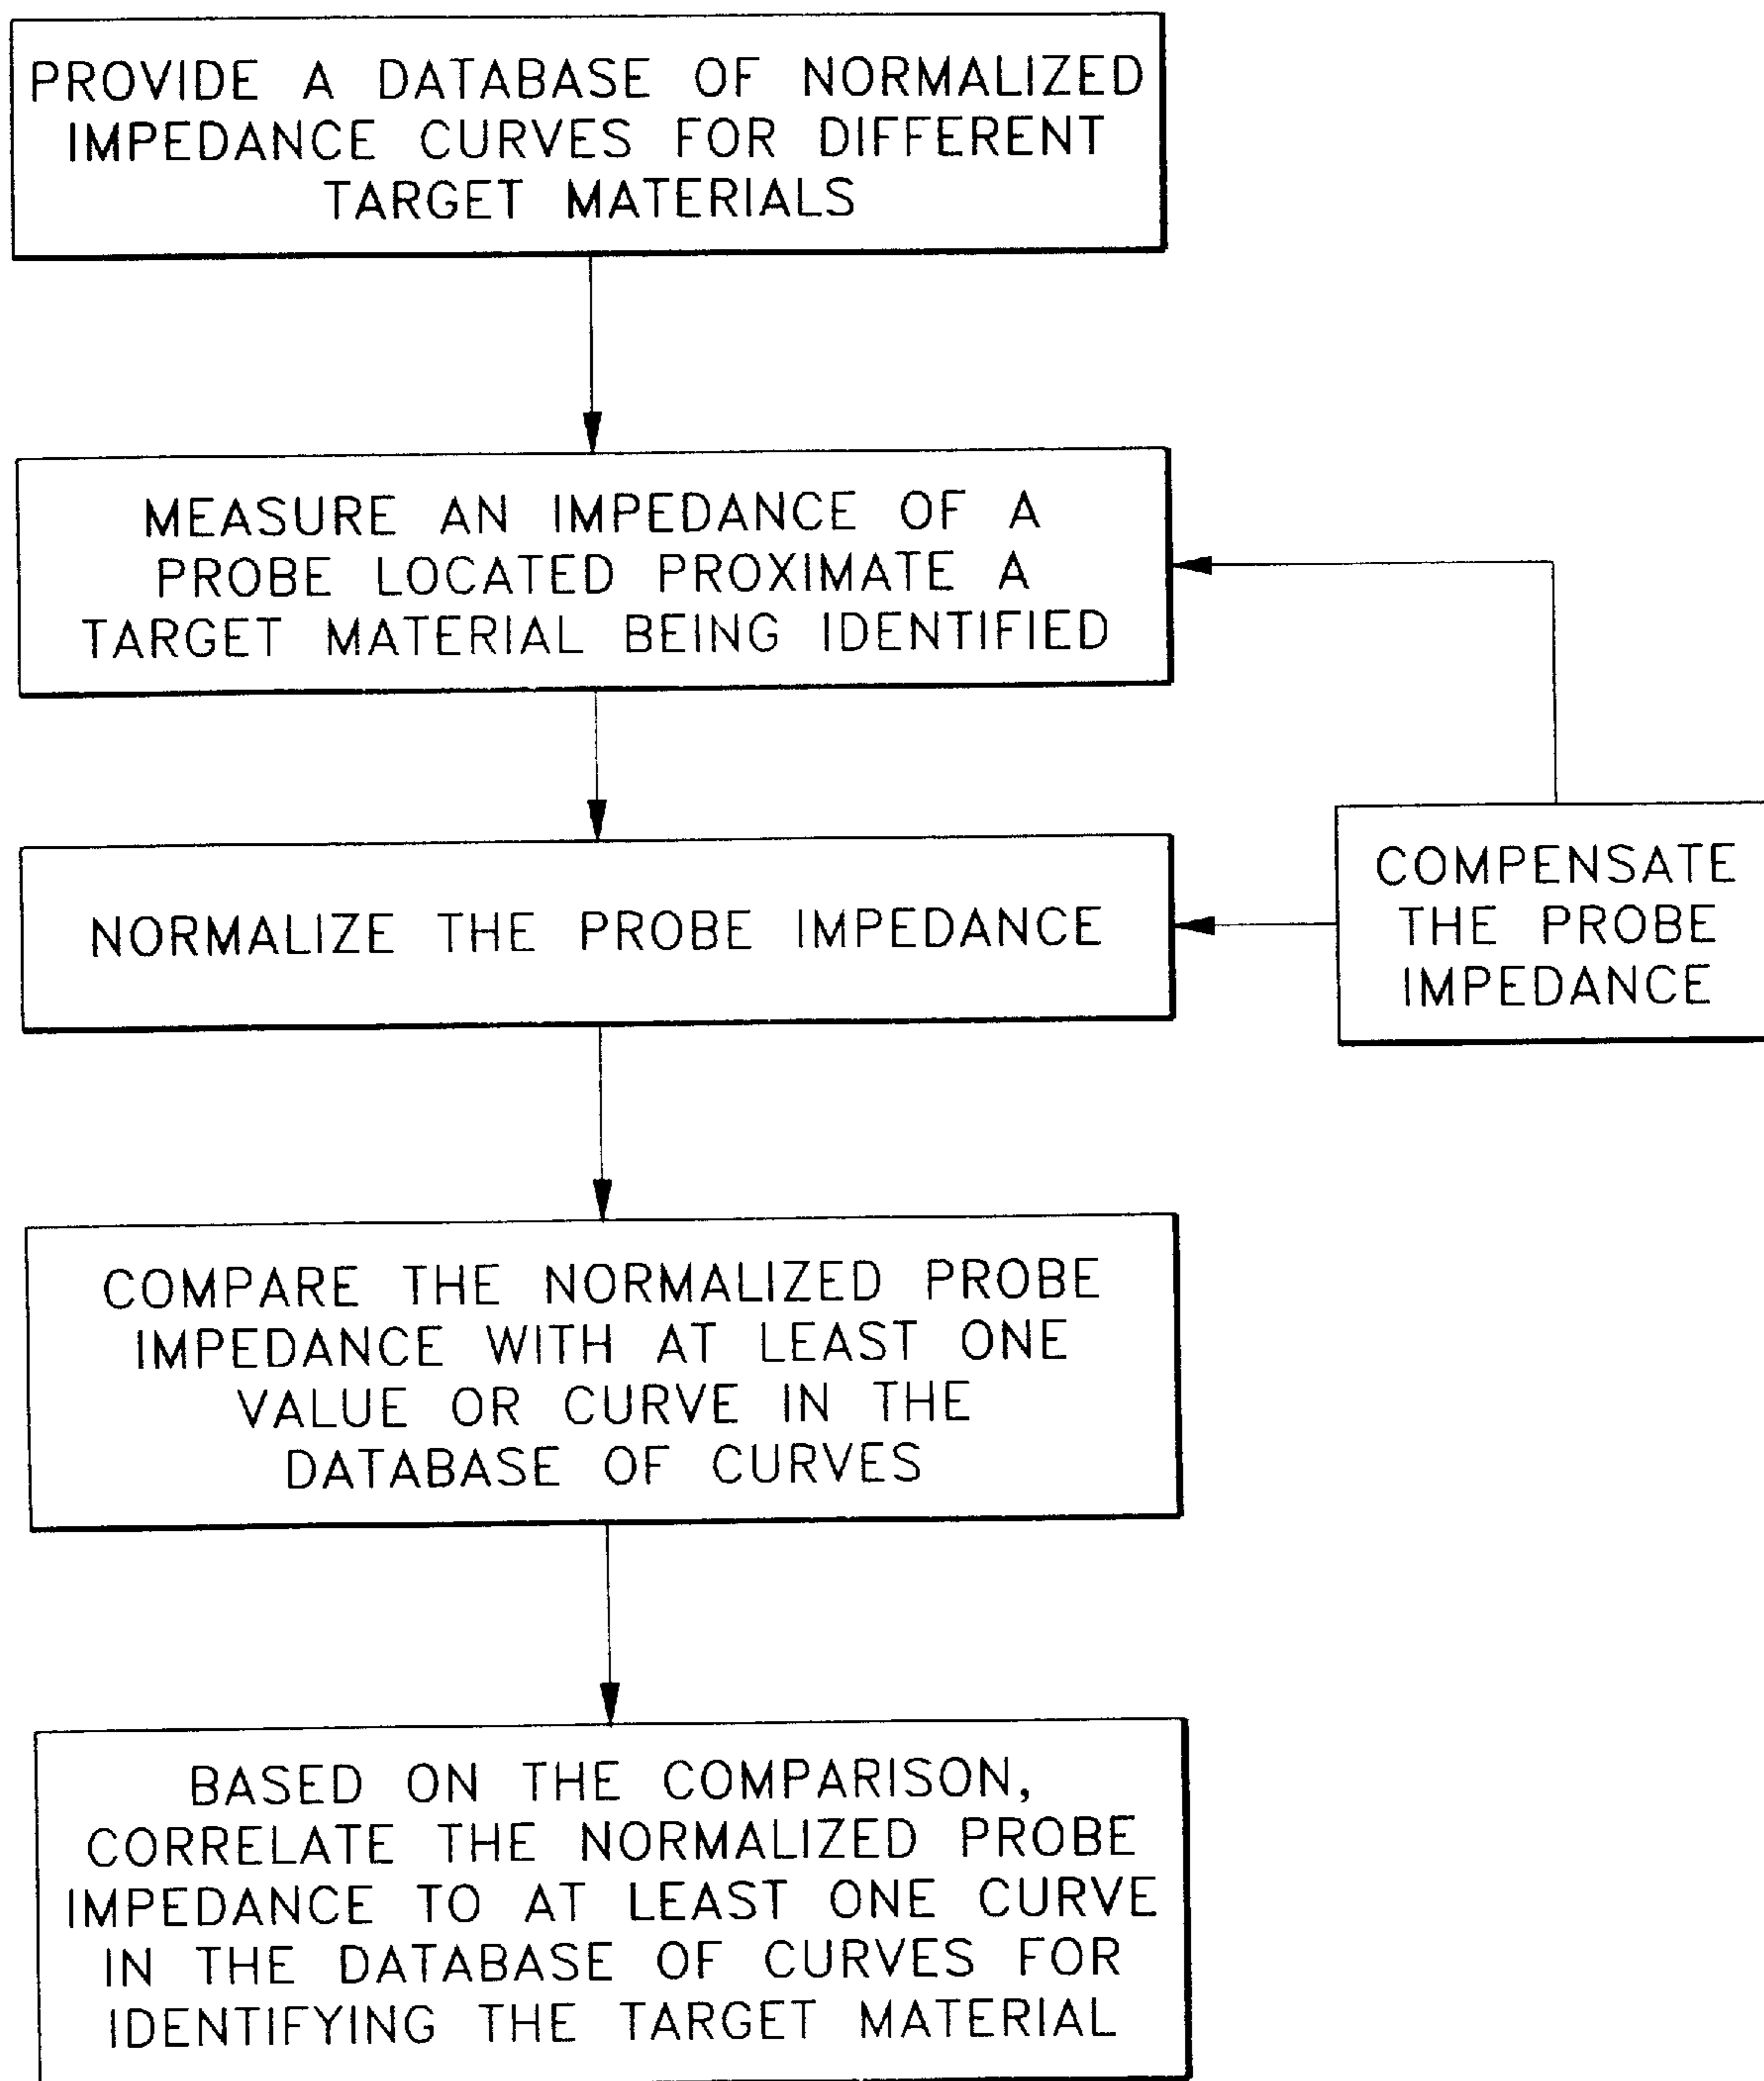 PROVIDE A DATABASE OF NORMALIZED
IMPEDANCE CURVES FOR DIFFERENT
TARGET MATERIALS
MEASURE AN IMPEDANCE OF A
PROBE LOCATED PROXIMATE A
TARGET MATERIAL BEING IDENTIFIED
NORMALIZE THE PROBE IMPEDANCE
COMPENSATE
THE PROBE
IMPEDANCE
COMPARE THE NORMALIZED PROBE
IMPEDANCE WITH AT LEAST ONE
VALUE OR CURVE IN THE
DATABASE OF CURVES
BASED ON THE COMPARISON,
CORRELATE THE NORMALIZED PROBE
IMPEDANCE TO AT LEAST ONE CURVE
IN THE DATABASE OF CURVES FOR
IDENTIFYING THE TARGET MATERIAL